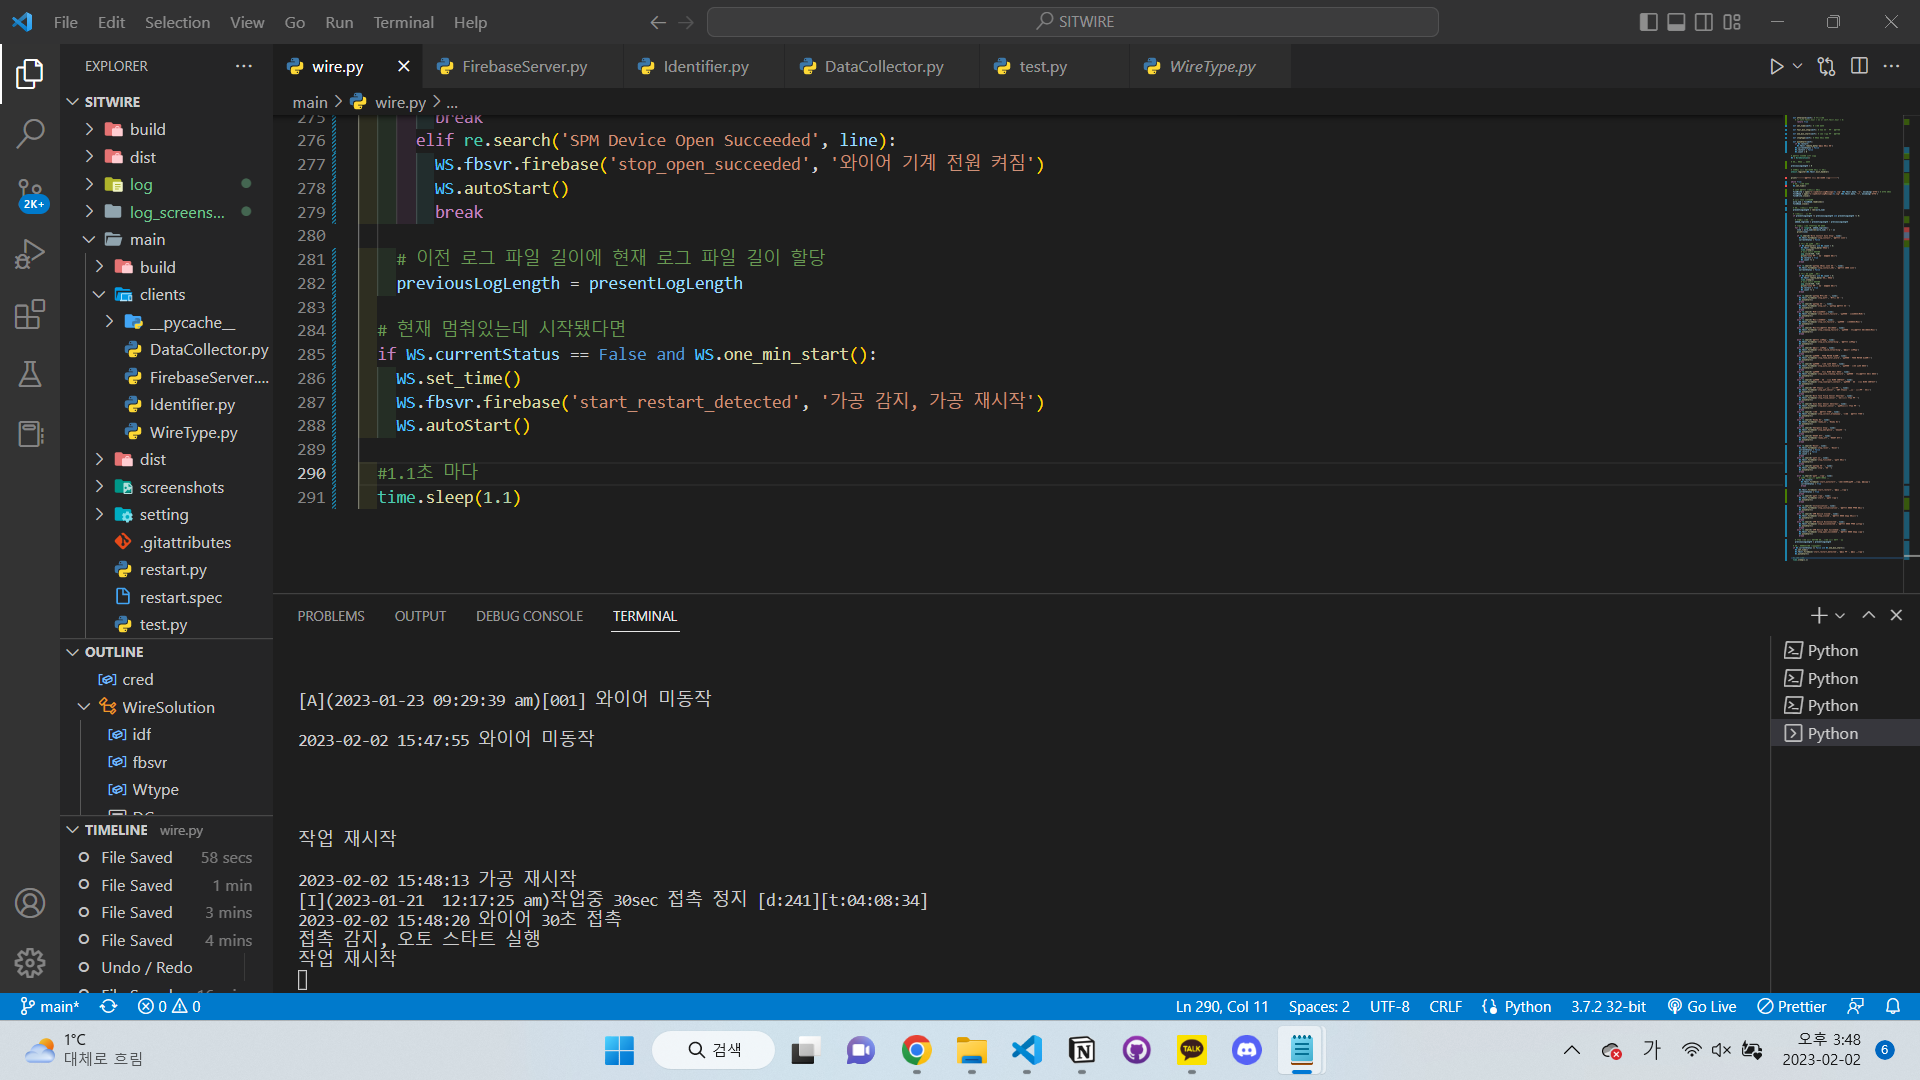 File Edit Selection View Go Run Terminal Help
SITWIRE
EXPLORER
SITWIRE
build
dist
log
log_screens...
main
build
clients
__pycache__
DataCollector.py
FirebaseServer....
Identifier.py
WireType.py
dist
screenshots
setting
.gitattributes
restart.py
restart.spec
test.py
OUTLINE
cred
WireSolution
idf
fbsvr
Wtype
TIMELINE wire.py
File Saved 58 secs
File Saved 1 min
File Saved 3 mins
File Saved 4 mins
Undo / Redo
2K+
wire.py FirebaseServer.py Identifier.py DataCollector.py test.py WireType.py
main > wire.py > ...
275 break
276 elif re.search('SPM Device Open Succeeded', line):
277 WS.fbsvr.firebase('stop_open_succeeded', '와이어 기계 전원 켜짐')
278 WS.autoStart()
279 break
280
281 # 이전 로그 파일 길이에 현재 로그 파일 길이 할당
282 previousLogLength = presentLogLength
283
284 # 현재 멈춰있는데 시작됐다면
285 if WS.currentStatus == False and WS.one_min_start():
286 WS.set_time()
287 WS.fbsvr.firebase('start_restart_detected', '가공 감지, 가공 재시작')
288 WS.autoStart()
289
290 #1.1초 마다
291 time.sleep(1.1)
PROBLEMS OUTPUT DEBUG CONSOLE TERMINAL
[A](2023-01-23 09:29:39 am)[001] 와이어 미동작
2023-02-02 15:47:55 와이어 미동작
작업 재시작
2023-02-02 15:48:13 가공 재시작
[I](2023-01-21  12:17:25 am)작업중 30sec 접촉 정지 [d:241][t:04:08:34]
2023-02-02 15:48:20 와이어 30초 접촉
접촉 감지, 오토 스타트 실행
작업 재시작
Python
Python
Python
Python
main* 0 0 Ln 290, Col 11 Spaces: 2 UTF-8 CRLF Python 3.7.2 32-bit Go Live Prettier
1°C
대체로 흐림
검색
TALK
가
오후 3:48
2023-02-02
6